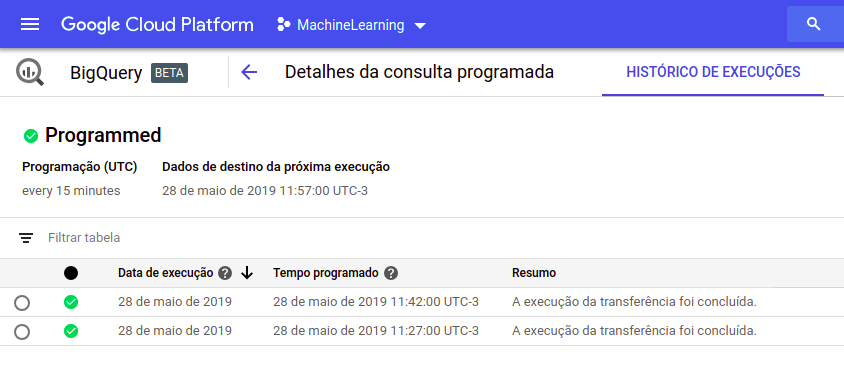 Google Cloud Platform MachineLearning
BigQuery BETA Detalhes da consulta programada HISTÓRICO DE EXECUÇÕES
Programmed
Programação (UTC) Dados de destino da próxima execução
every 15 minutes 28 de maio de 2019 11:57:00 UTC-3
Filtrar tabela
Data de execução ? Tempo programado ? Resumo
28 de maio de 2019 28 de maio de 2019 11:42:00 UTC-3 A execução da transferência foi concluída.
28 de maio de 2019 28 de maio de 2019 11:27:00 UTC-3 A execução da transferência foi concluída.